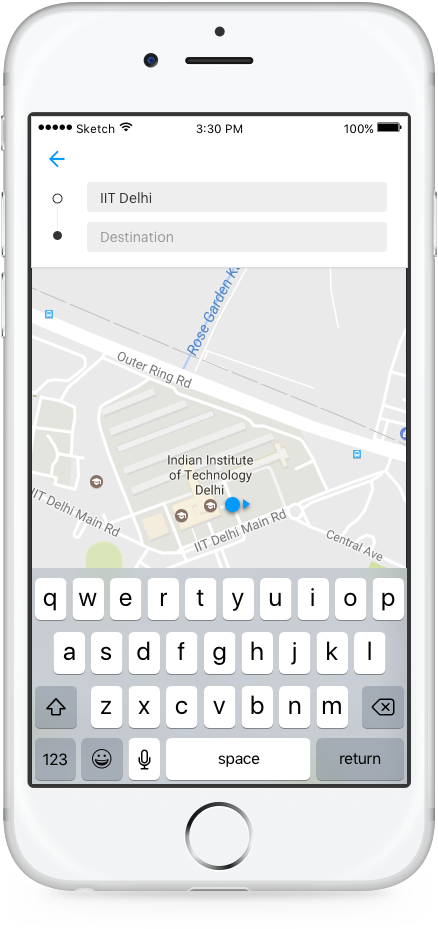 Sketch 3:30 PM 100%
IIT Delhi
Destination
Rose Garden
Outer Ring Rd
Indian Institute
of Technology
Delhi
IIT Delhi Main Rd
IIT Delhi Main Rd
Central Ave
q w e r t y u i o p
a s d f g h j k l
z x c v b n m
123 space return